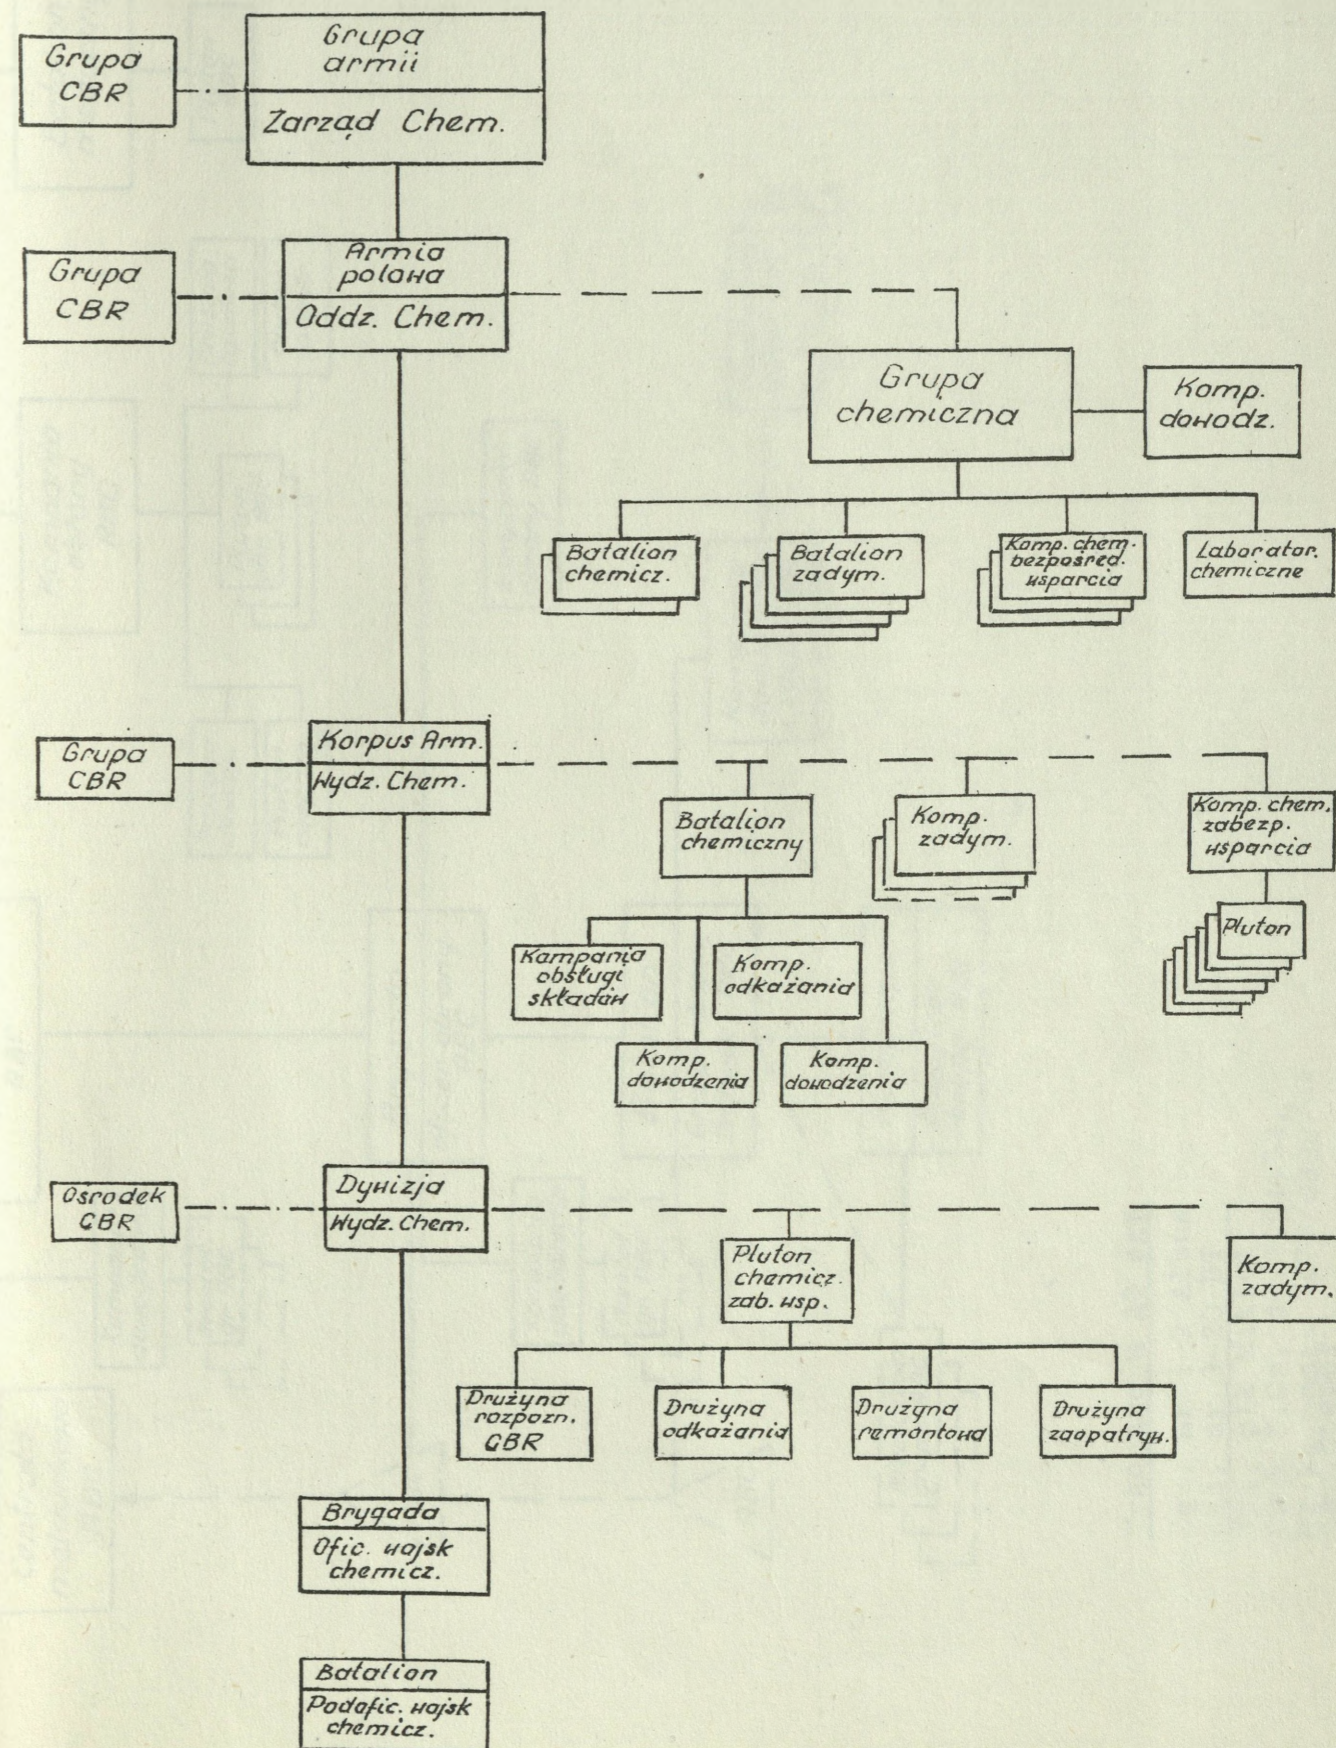 Grupa
armii
Zarząd Chem.
Grupa
CBR
Armia
polowa
Oddz. Chem.
Grupa
CBR
Grupa
chemiczna
Komp.
dowodz.
Batalion
chemicz.
Batalion
zadym.
Komp. chem.
bezpośred.
wsparcia
Laborator.
chemiczne
Korpus Arm.
Wydz. Chem.
Grupa
CBR
Batalion
chemiczny
Komp.
zadym.
Komp. chem.
zabezp.
wsparcia
Pluton
Kampania
obsługi
składów
Komp.
odkażania
Komp.
dowodzenia
Komp.
dowodzenia
Dywizja
Wydz. Chem.
Ośrodek
CBR
Pluton
chemicz.
zab. wsp.
Komp.
zadym.
Drużyna
rozpozn.
CBR
Drużyna
odkażania
Drużyna
remontowa
Drużyna
zaopatryw.
Brygada
Ofic. wojsk
chemicz.
Batalion
Podofic. wojsk
chemicz.